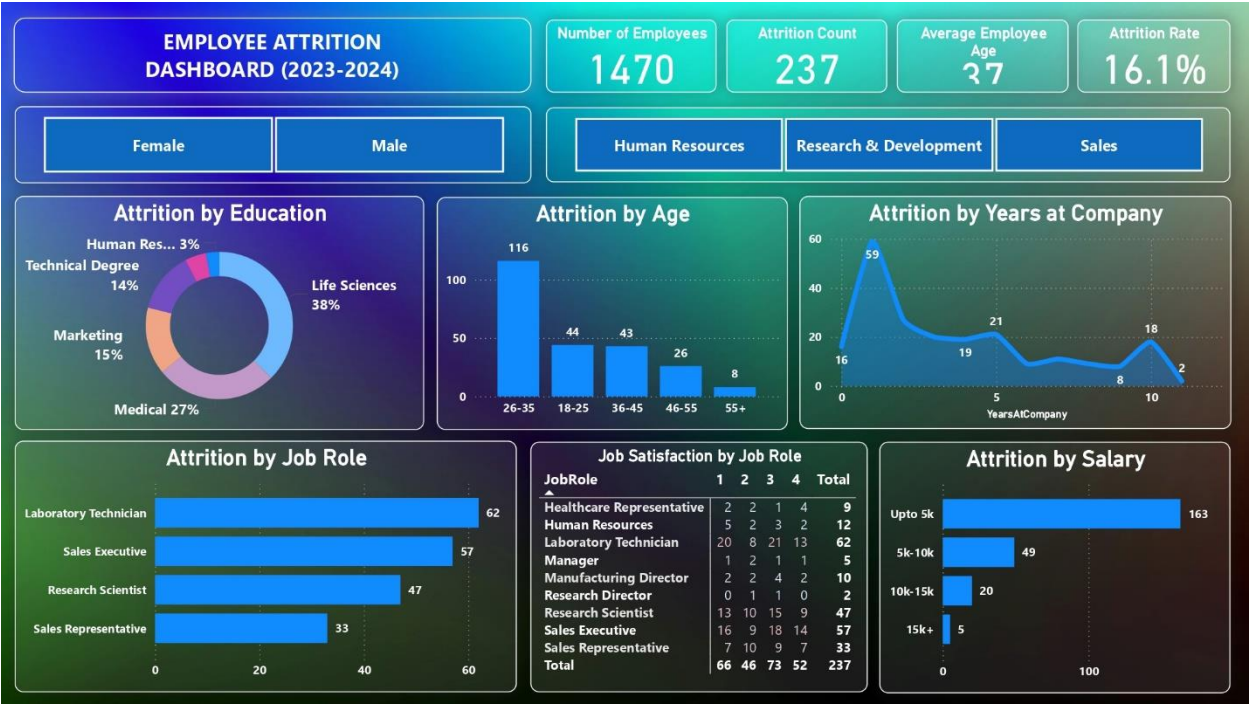 EMPLOYEE ATTRITION
DASHBOARD (2023-2024)
Number of Employees
1470
Attrition Count
237
Average Employee
Age
37
Attrition Rate
16.1%
Female
Male
Human Resources
Research & Development
Sales
Attrition by Education
Human Res... 3%
Technical Degree
14%
Marketing
15%
Medical 27%
Life Sciences
38%
Attrition by Age
100
50
0
116
44
43
26
8
26-35
18-25
36-45
46-55
55+
Attrition by Years at Company
60
40
20
0
16
59
19
21
8
18
2
0
5
10
YearsAtCompany
Attrition by Job Role
Laboratory Technician
62
Sales Executive
57
Research Scientist
47
Sales Representative
33
0
20
40
60
Job Satisfaction by Job Role
JobRole 1 2 3 4 Total
Healthcare Representative 2 2 1 4 9
Human Resources 5 2 3 2 12
Laboratory Technician 20 8 21 13 62
Manager 1 2 1 1 5
Manufacturing Director 2 2 4 2 10
Research Director 0 1 1 0 2
Research Scientist 13 10 15 9 47
Sales Executive 16 9 18 14 57
Sales Representative 7 10 9 7 33
Total 66 46 73 52 237
Attrition by Salary
Upto 5k
163
5k-10k
49
10k-15k
20
15k+
5
0
100